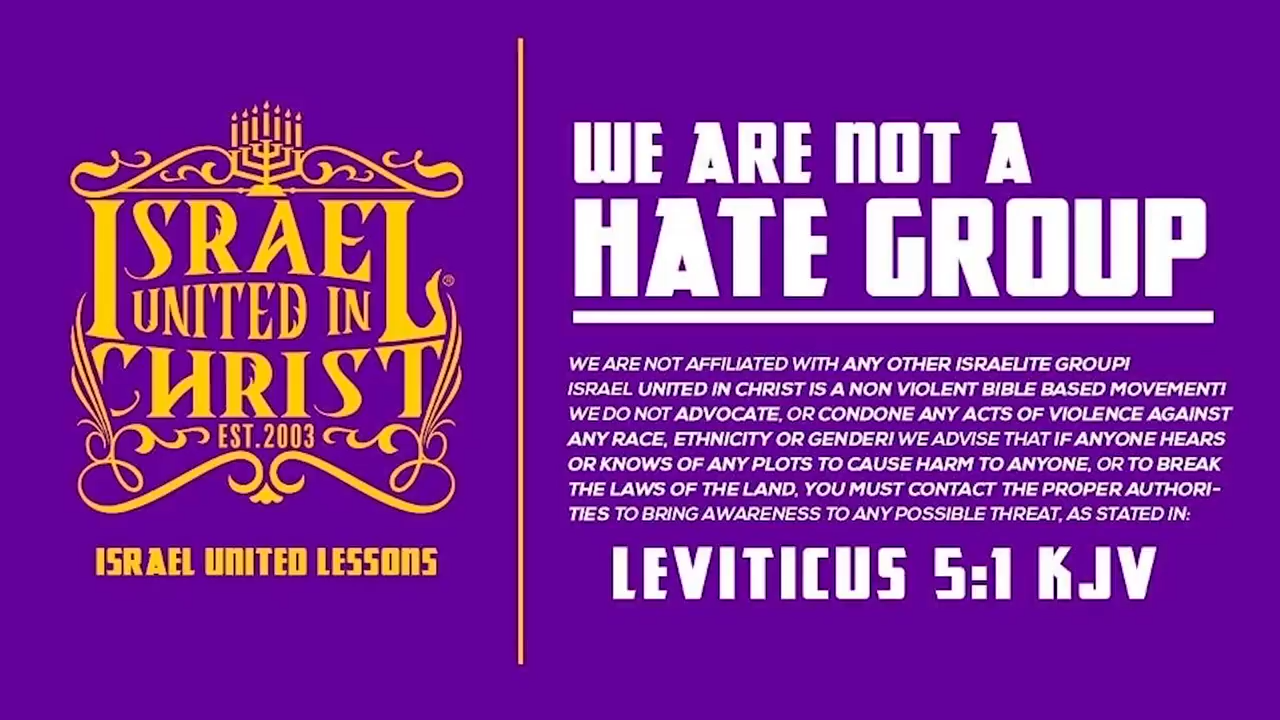 ISRAEL
UNITED IN
CHRIST
®
EST. 2003
ISRAEL UNITED LESSONS
WE ARE NOT A
HATE GROUP
WE ARE NOT AFFILIATED WITH ANY OTHER ISRAELITE GROUP!
ISRAEL UNITED IN CHRIST IS A NON VIOLENT BIBLE BASED MOVEMENT!
WE DO NOT ADVOCATE, OR CONDONE ANY ACTS OF VIOLENCE AGAINST
ANY RACE, ETHNICITY OR GENDER! WE ADVISE THAT IF ANYONE HEARS
OR KNOWS OF ANY PLOTS TO CAUSE HARM TO ANYONE, OR TO BREAK
THE LAWS OF THE LAND, YOU MUST CONTACT THE PROPER AUTHORI-
TIES TO BRING AWARENESS TO ANY POSSIBLE THREAT, AS STATED IN:
LEVITICUS 5:1 KJV